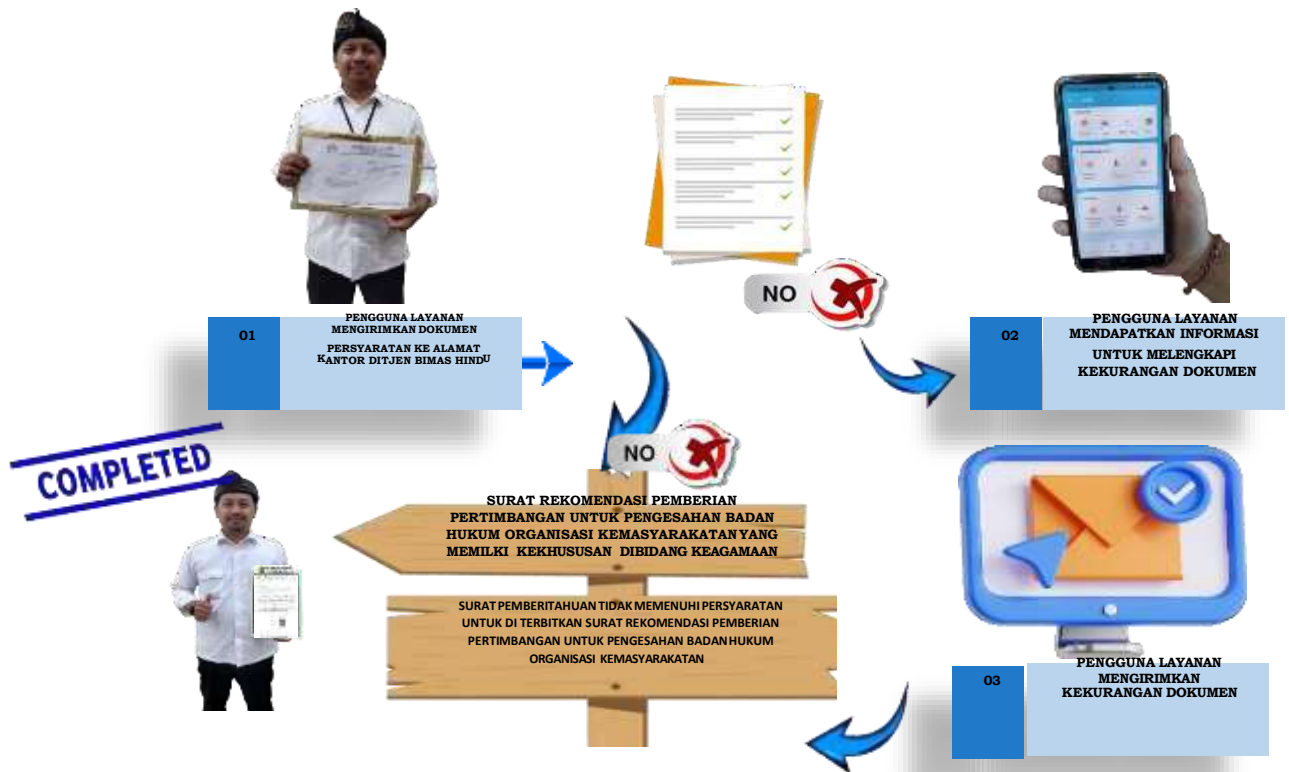 NO
01
PENGGUNA LAYANAN
MENGIRIMKAN DOKUMEN
PERSYARATAN KE ALAMAT
KANTOR DITJEN BIMAS HINDU
02
PENGGUNA LAYANAN
MENDAPATKAN INFORMASI
UNTUK MELENGKAPI
KEKURANGAN DOKUMEN
COMPLETED
NO
SURAT REKOMENDASI PEMBERIAN
PERTIMBANGAN UNTUK PENGESAHAN BADAN
HUKUM ORGANISASI KEMASYARAKATAN YANG
MEMILKI KEKHUSUSAN DIBIDANG KEAGAMAAN
SURAT PEMBERITAHUAN TIDAK MEMENUHI PERSYARATAN
UNTUK DI TERBITKAN SURAT REKOMENDASI PEMBERIAN
PERTIMBANGAN UNTUK PENGESAHAN BADAN HUKUM
ORGANISASI KEMASYARAKATAN
03
PENGGUNA LAYANAN
MENGIRIMKAN
KEKURANGAN DOKUMEN